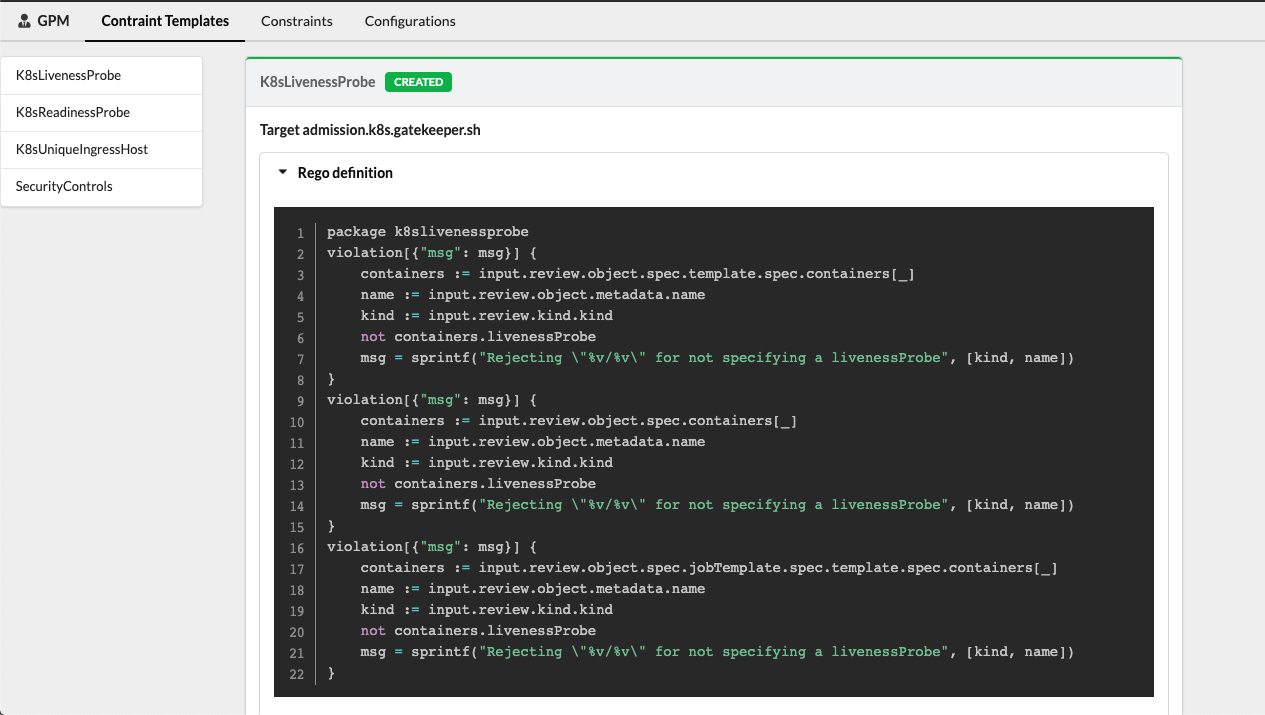 GPM
Contraint Templates
Constraints
Configurations
K8sLivenessProbe
K8sReadinessProbe
K8sUniqueIngressHost
SecurityControls
K8sLivenessProbe CREATED
Target admission.k8s.gatekeeper.sh
Rego definition
1 package k8slivenessprobe
2 violation[{"msg": msg}] {
3     containers := input.review.object.spec.template.spec.containers[_]
4     name := input.review.object.metadata.name
5     kind := input.review.kind.kind
6     not containers.livenessProbe
7     msg = sprintf("Rejecting \"%v/%v\" for not specifying a livenessProbe", [kind, name])
8 }
9 violation[{"msg": msg}] {
10     containers := input.review.object.spec.containers[_]
11     name := input.review.object.metadata.name
12     kind := input.review.kind.kind
13     not containers.livenessProbe
14     msg = sprintf("Rejecting \"%v/%v\" for not specifying a livenessProbe", [kind, name])
15 }
16 violation[{"msg": msg}] {
17     containers := input.review.object.spec.jobTemplate.spec.template.spec.containers[_]
18     name := input.review.object.metadata.name
19     kind := input.review.kind.kind
20     not containers.livenessProbe
21     msg = sprintf("Rejecting \"%v/%v\" for not specifying a livenessProbe", [kind, name])
22 }